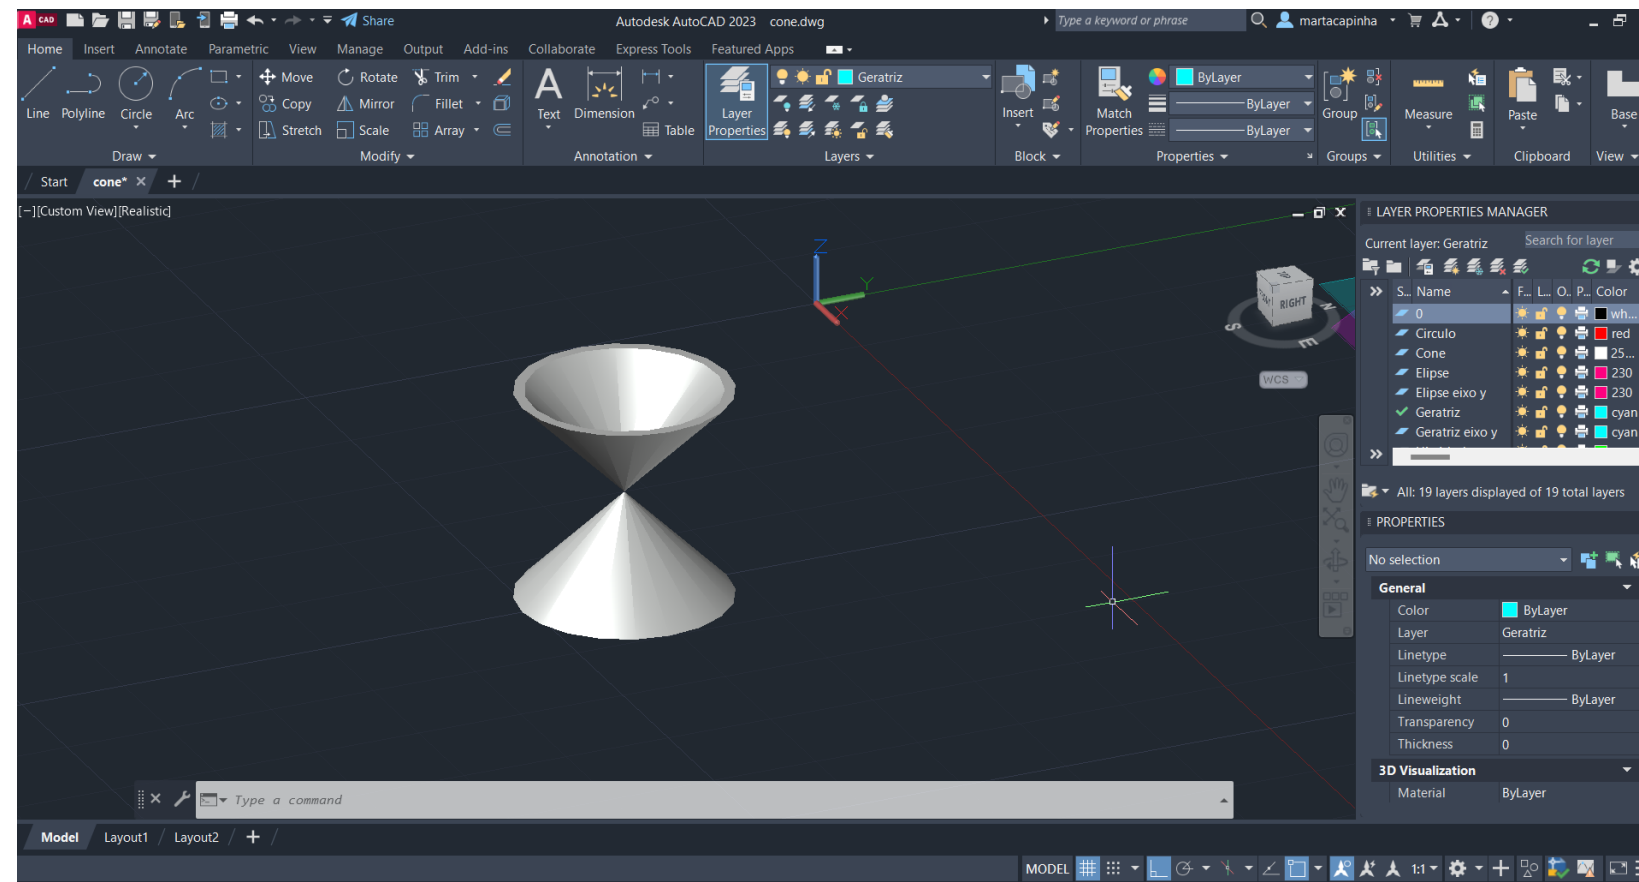 A CAD Share Autodesk AutoCAD 2023 cone.dwg Type a keyword or phrase martacapinha ?
Home Insert Annotate Parametric View Manage Output Add-ins Collaborate Express Tools Featured Apps
Move Rotate Trim Geratriz ByLayer
Line Polyline Circle Arc Copy Mirror Fillet Text Dimension Layer Properties Insert Match Properties ByLayer Group Measure Paste Base
Stretch Scale Array Table ByLayer
Draw Modify Annotation Layers Block Properties Groups Utilities Clipboard View
Start cone* +
[−][Custom View][Realistic]
LAYER PROPERTIES MANAGER
Current layer: Geratriz Search for layer
S.. Name F... L... O.. P... Color
0 wh...
Circulo red
Cone 25...
Elipse 230
Elipse eixo y 230
Geratriz cyan
Geratriz eixo y cyan
All: 19 layers displayed of 19 total layers
Z
Y
X
TOP
RIGHT
N
S
E
WCS
PROPERTIES
No selection
General
Color ByLayer
Layer Geratriz
Linetype ByLayer
Linetype scale 1
Lineweight ByLayer
Transparency 0
Thickness 0
3D Visualization
Material ByLayer
Type a command
Model Layout1 Layout2 +
MODEL 1:1